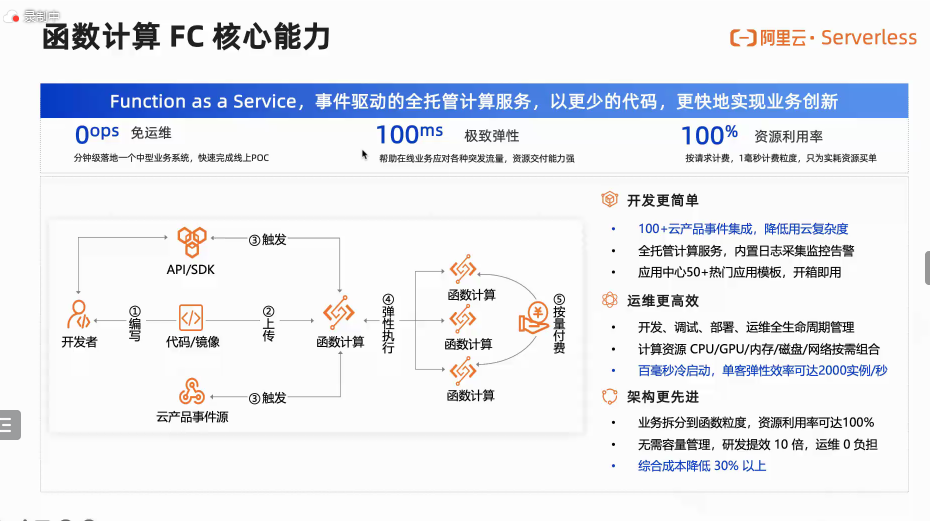 录制中
函数计算 FC 核心能力
阿里云 · Serverless
Function as a Service，事件驱动的全托管计算服务，以更少的代码，更快地实现业务创新
0ops 免运维
分钟级落地一个中型业务系统，快速完成线上POC
100ms 极致弹性
帮助在线业务应对各种突发流量，资源交付能力强
100% 资源利用率
按请求计费，1毫秒计费粒度，只为实耗资源买单
API/SDK
③触发
开发者
①编写
代码/镜像
②上传
函数计算
④弹性执行
函数计算
函数计算
函数计算
⑤按量付费
云产品事件源
③触发
开发更简单
• 100+云产品事件集成，降低用云复杂度
• 全托管计算服务，内置日志采集监控告警
• 应用中心50+热门应用模板，开箱即用
运维更高效
• 开发、调试、部署、运维全生命周期管理
• 计算资源 CPU/GPU/内存/磁盘/网络按需组合
• 百毫秒冷启动，单客弹性效率可达2000实例/秒
架构更先进
• 业务拆分到函数粒度，资源利用率可达100%
• 无需容量管理，研发提效 10 倍，运维 0 负担
• 综合成本降低 30% 以上